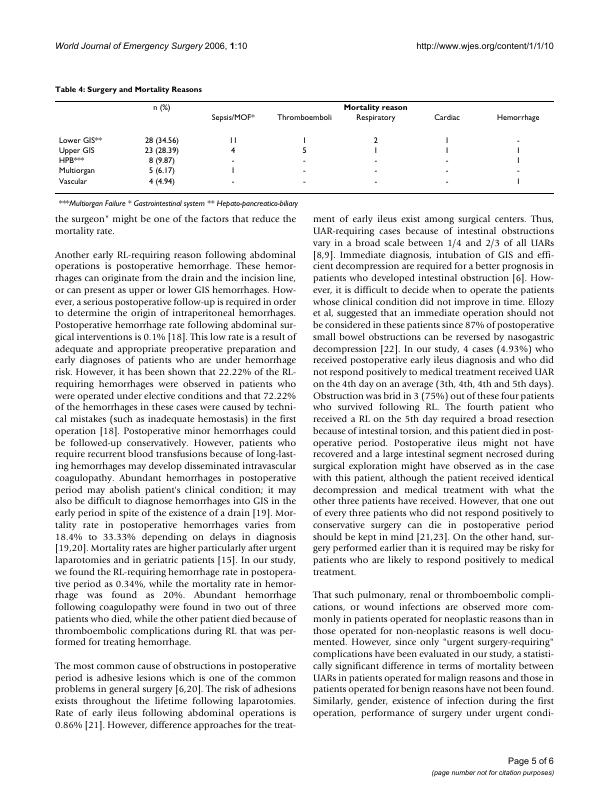 World Journal of Emergency Surgery 2006, 1:10
http://www.wjes.org/content/1/1/10
Table 4: Surgery and Mortality Reasons
n (%) Mortality reason
Sepsis/MOF* Thromboemboli Respiratory Cardiac Hemorrhage
Lower GIS** 28 (34.56) 11 1 2 1 -
Upper GIS 23 (28.39) 4 5 1 1 1
HPB*** 8 (9.87) - - - - 1
Multiorgan 5 (6.17) 1 - - - -
Vascular 4 (4.94) - - - - 1
***Multiorgan Failure * Gastrointestinal system ** Hepato-pancreatico-biliary
the surgeon" might be one of the factors that reduce the
mortality rate.
Another early RL-requiring reason following abdominal
operations is postoperative hemorrhage. These hemor-
rhages can originate from the drain and the incision line,
or can present as upper or lower GIS hemorrhages. How-
ever, a serious postoperative follow-up is required in order
to determine the origin of intraperitoneal hemorrhages.
Postoperative hemorrhage rate following abdominal sur-
gical interventions is 0.1% [18]. This low rate is a result of
adequate and appropriate preoperative preparation and
early diagnoses of patients who are under hemorrhage
risk. However, it has been shown that 22.22% of the RL-
requiring hemorrhages were observed in patients who
were operated under elective conditions and that 72.22%
of the hemorrhages in these cases were caused by techni-
cal mistakes (such as inadequate hemostasis) in the first
operation [18]. Postoperative minor hemorrhages could
be followed-up conservatively. However, patients who
require recurrent blood transfusions because of long-last-
ing hemorrhages may develop disseminated intravascular
coagulopathy. Abundant hemorrhages in postoperative
period may abolish patient's clinical condition; it may
also be difficult to diagnose hemorrhages into GIS in the
early period in spite of the existence of a drain [19]. Mor-
tality rate in postoperative hemorrhages varies from
18.4% to 33.33% depending on delays in diagnosis
[19,20]. Mortality rates are higher particularly after urgent
laparotomies and in geriatric patients [15]. In our study,
we found the RL-requiring hemorrhage rate in postopera-
tive period as 0.34%, while the mortality rate in hemor-
rhage was found as 20%. Abundant hemorrhage
following coagulopathy were found in two out of three
patients who died, while the other patient died because of
thromboembolic complications during RL that was per-
formed for treating hemorrhage.
The most common cause of obstructions in postoperative
period is adhesive lesions which is one of the common
problems in general surgery [6,20]. The risk of adhesions
exists throughout the lifetime following laparotomies.
Rate of early ileus following abdominal operations is
0.86% [21]. However, difference approaches for the treat-
ment of early ileus exist among surgical centers. Thus,
UAR-requiring cases because of intestinal obstructions
vary in a broad scale between 1/4 and 2/3 of all UARs
[8,9]. Immediate diagnosis, intubation of GIS and effi-
cient decompression are required for a better prognosis in
patients who developed intestinal obstruction [6]. How-
ever, it is difficult to decide when to operate the patients
whose clinical condition did not improve in time. Ellozy
et al, suggested that an immediate operation should not
be considered in these patients since 87% of postoperative
small bowel obstructions can be reversed by nasogastric
decompression [22]. In our study, 4 cases (4.93%) who
received postoperative early ileus diagnosis and who did
not respond positively to medical treatment received UAR
on the 4th day on an average (3th, 4th, 4th and 5th days).
Obstruction was brid in 3 (75%) out of these four patients
who survived following RL. The fourth patient who
received a RL on the 5th day required a broad resection
because of intestinal torsion, and this patient died in post-
operative period. Postoperative ileus might not have
recovered and a large intestinal segment necrosed during
surgical exploration might have observed as in the case
with this patient, although the patient received identical
decompression and medical treatment with what the
other three patients have received. However, that one out
of every three patients who did not respond positively to
conservative surgery can die in postoperative period
should be kept in mind [21,23]. On the other hand, sur-
gery performed earlier than it is required may be risky for
patients who are likely to respond positively to medical
treatment.
That such pulmonary, renal or thromboembolic compli-
cations, or wound infections are observed more com-
monly in patients operated for neoplastic reasons than in
those operated for non-neoplastic reasons is well docu-
mented. However, since only "urgent surgery-requiring"
complications have been evaluated in our study, a statisti-
cally significant difference in terms of mortality between
UARs in patients operated for malign reasons and those in
patients operated for benign reasons have not been found.
Similarly, gender, existence of infection during the first
operation, performance of surgery under urgent condi-
Page 5 of 6
(page number not for citation purposes)